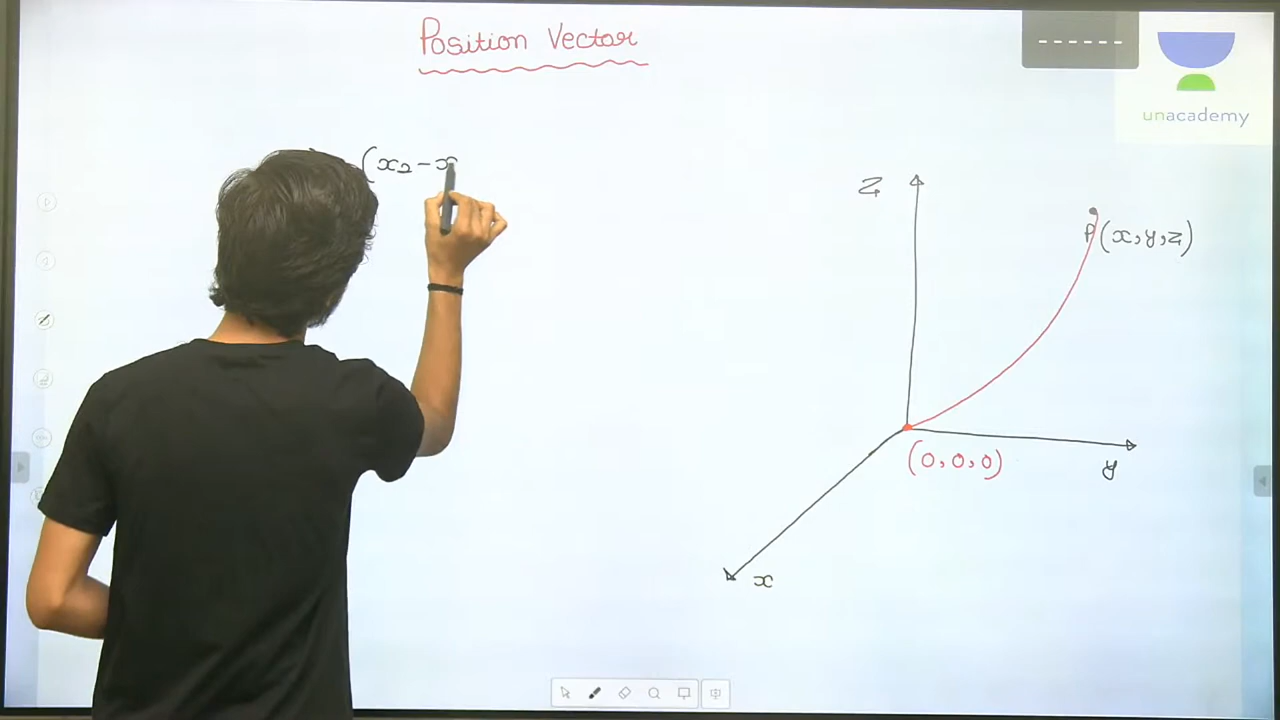 Position Vector
------
unacademy
(x₂-x
Z
P(x,y,z)
(0,0,0)
y
x